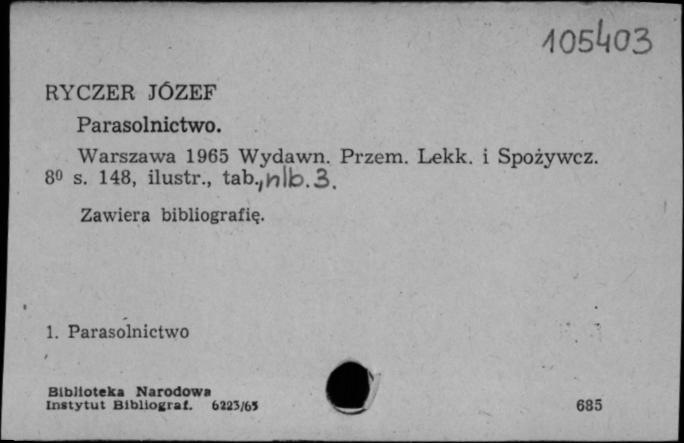 105403
RYCZER JÓZEF
Parasolnictwo.
Warszawa 1965 Wydawn. Przem. Lekk. i Spożywcz.
8⁰ s. 148, ilustr., tab., nlb. 3.
Zawiera bibliografię.
1. Parasolnictwo
Biblioteka Narodowa
Instytut Bibliograf. 6223/65
685